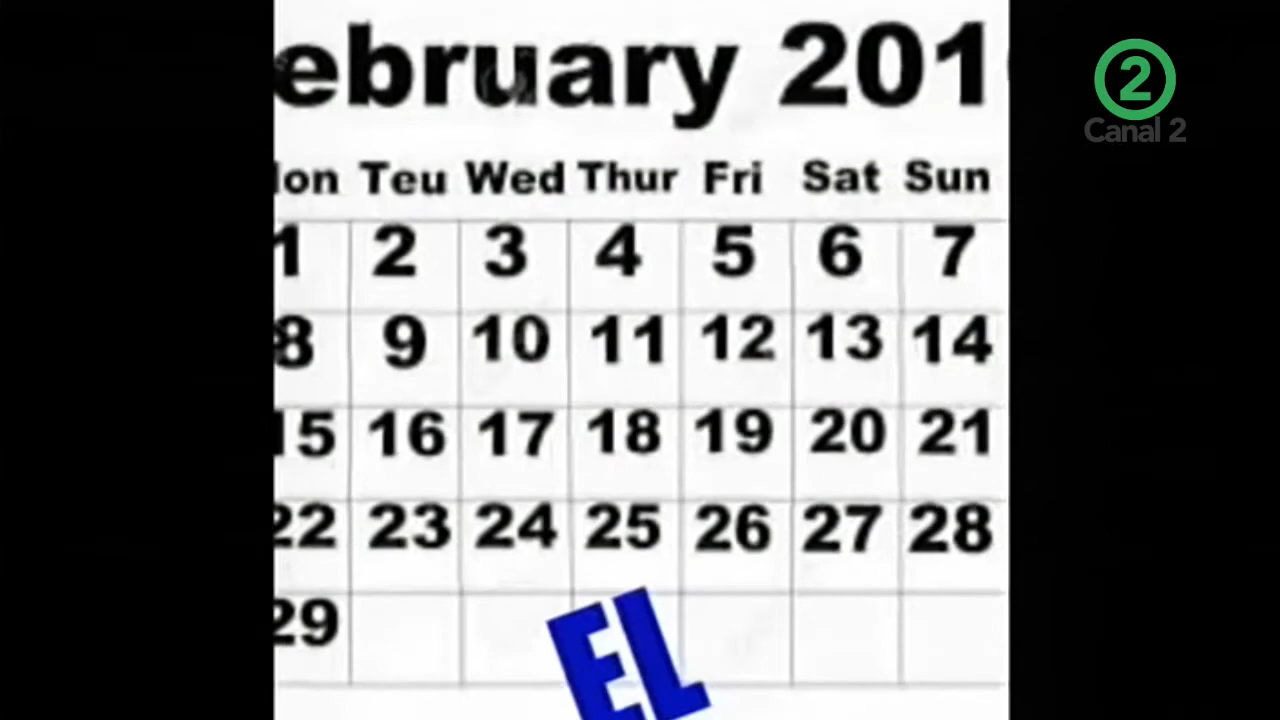 ebruary 201
2
Canal 2
on Teu Wed Thur Fri Sat Sun
1 2 3 4 5 6 7
8 9 10 11 12 13 14
15 16 17 18 19 20 21
22 23 24 25 26 27 28
29
EL